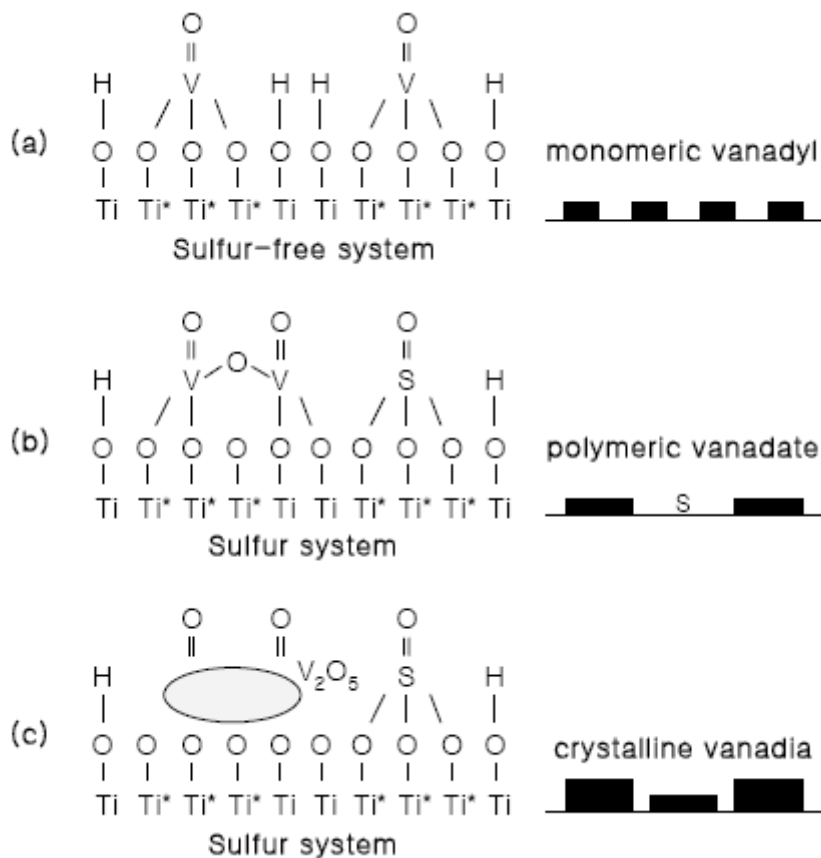 O O
H V H H V H
(a) O O O O O O O O O O monomeric vanadyl
Ti Ti* Ti* Ti* Ti Ti Ti* Ti* Ti* Ti
Sulfur-free system
O O O
H V O V S H
(b) O O O O O O O O O O polymeric vanadate
Ti Ti* Ti* Ti* Ti Ti Ti* Ti* Ti* Ti S
Sulfur system
O O O
H V₂O₅ S H
(c) O O O O O O O O O O crystalline vanadia
Ti Ti* Ti* Ti* Ti Ti Ti* Ti* Ti* Ti
Sulfur system